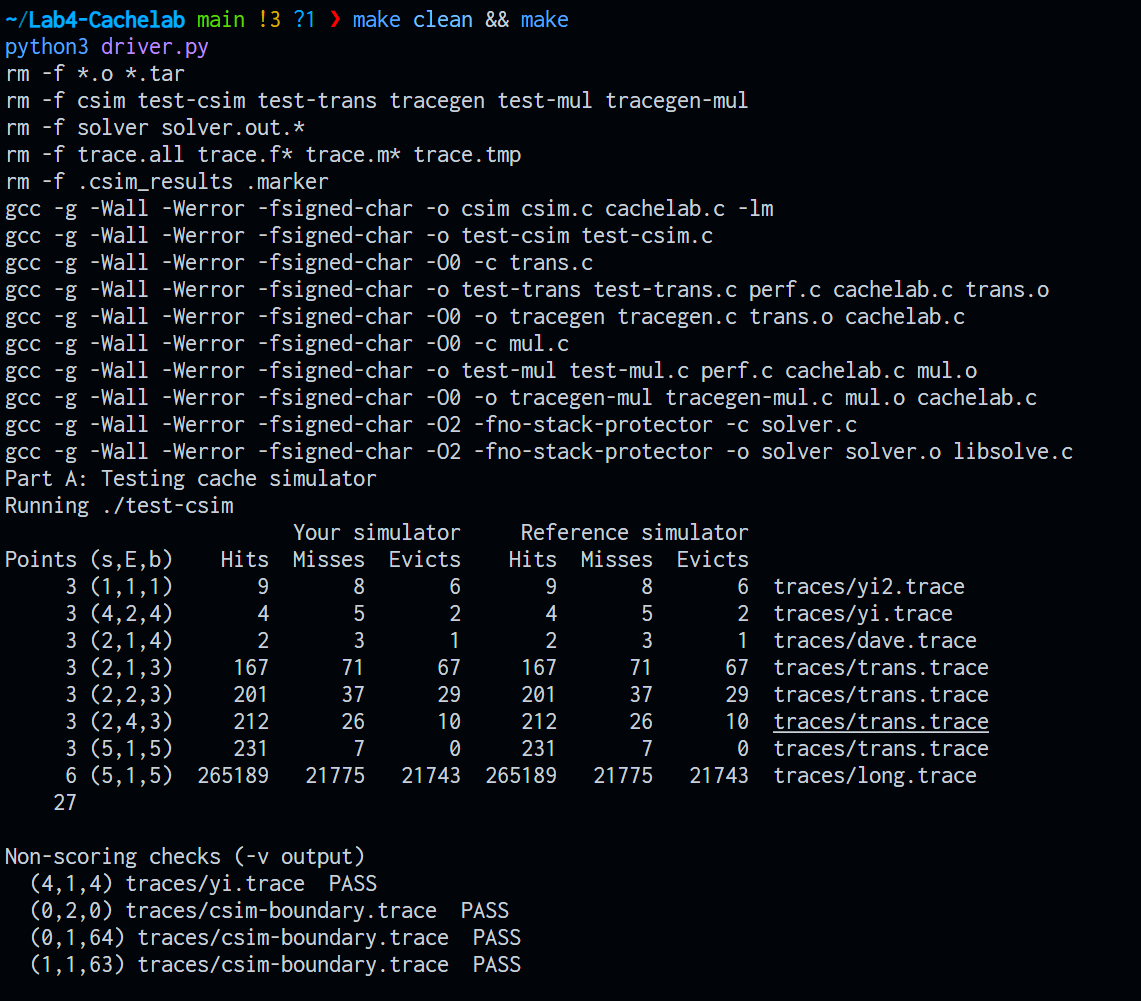 ~/Lab4-Cachelab main !3 ?1 ❯ make clean && make
python3 driver.py
rm -f *.o *.tar
rm -f csim test-csim test-trans tracegen test-mul tracegen-mul
rm -f solver solver.out.*
rm -f trace.all trace.f* trace.m* trace.tmp
rm -f .csim_results .marker
gcc -g -Wall -Werror -fsigned-char -o csim csim.c cachelab.c -lm
gcc -g -Wall -Werror -fsigned-char -o test-csim test-csim.c
gcc -g -Wall -Werror -fsigned-char -O0 -c trans.c
gcc -g -Wall -Werror -fsigned-char -o test-trans test-trans.c perf.c cachelab.c trans.o
gcc -g -Wall -Werror -fsigned-char -O0 -o tracegen tracegen.c trans.o cachelab.c
gcc -g -Wall -Werror -fsigned-char -O0 -c mul.c
gcc -g -Wall -Werror -fsigned-char -o test-mul test-mul.c perf.c cachelab.c mul.o
gcc -g -Wall -Werror -fsigned-char -O0 -o tracegen-mul tracegen-mul.c mul.o cachelab.c
gcc -g -Wall -Werror -fsigned-char -O2 -fno-stack-protector -c solver.c
gcc -g -Wall -Werror -fsigned-char -O2 -fno-stack-protector -o solver solver.o libsolve.c
Part A: Testing cache simulator
Running ./test-csim
                        Your simulator     Reference simulator
Points (s,E,b)    Hits  Misses  Evicts    Hits  Misses  Evicts
     3 (1,1,1)       9       8       6       9       8       6  traces/yi2.trace
     3 (4,2,4)       4       5       2       4       5       2  traces/yi.trace
     3 (2,1,4)       2       3       1       2       3       1  traces/dave.trace
     3 (2,1,3)     167      71      67     167      71      67  traces/trans.trace
     3 (2,2,3)     201      37      29     201      37      29  traces/trans.trace
     3 (2,4,3)     212      26      10     212      26      10  traces/trans.trace
     3 (5,1,5)     231       7       0     231       7       0  traces/trans.trace
     6 (5,1,5)  265189   21775   21743  265189   21775   21743  traces/long.trace
    27
Non-scoring checks (-v output)
  (4,1,4) traces/yi.trace  PASS
  (0,2,0) traces/csim-boundary.trace  PASS
  (0,1,64) traces/csim-boundary.trace  PASS
  (1,1,63) traces/csim-boundary.trace  PASS